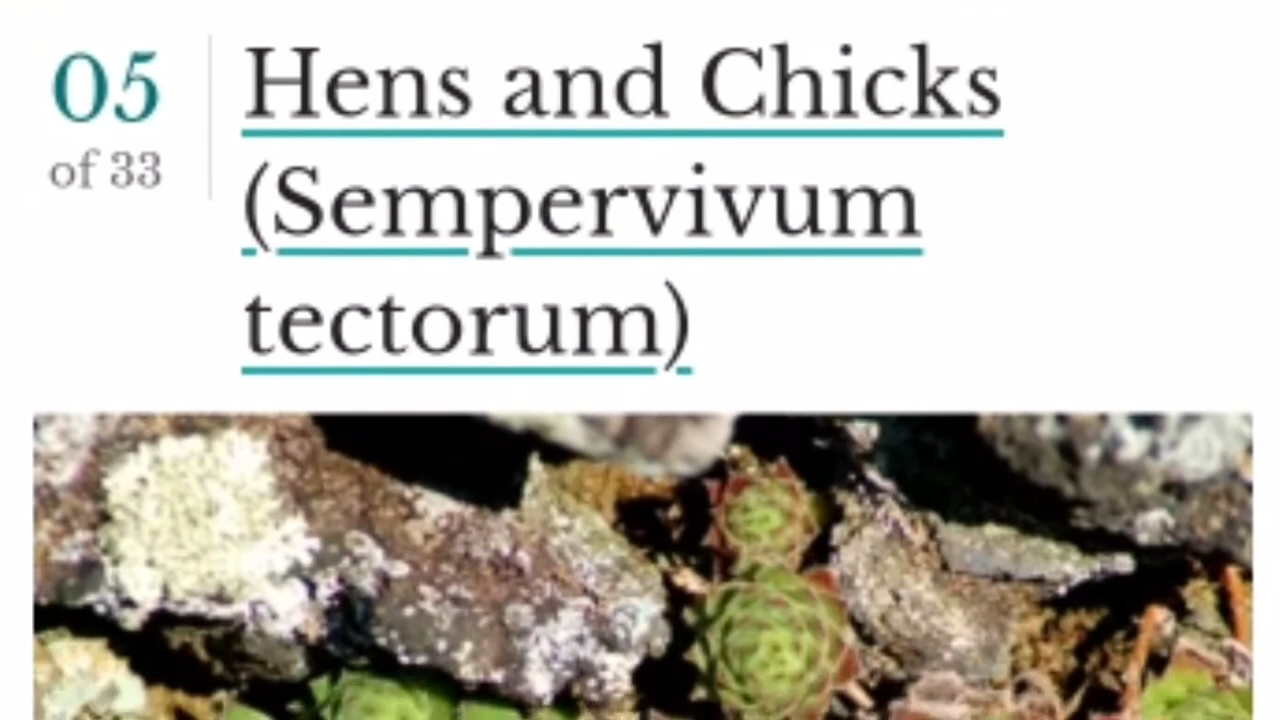 05
of 33
Hens and Chicks
(Sempervivum
tectorum)